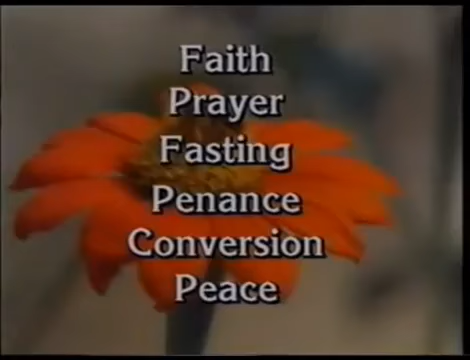 Faith
Prayer
Fasting
Penance
Conversion
Peace